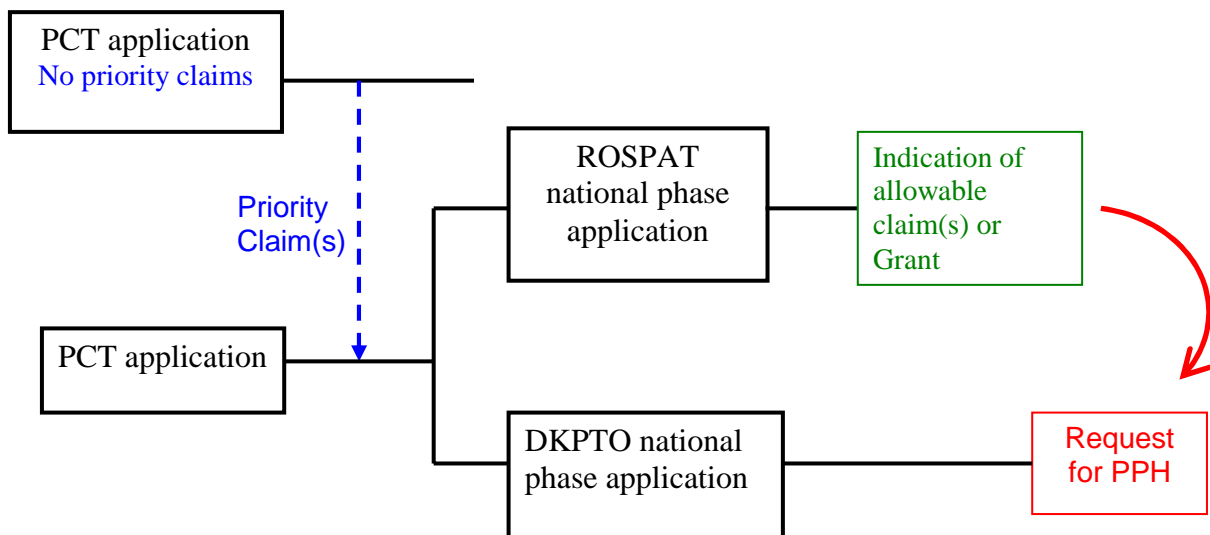 PCT application
No priority claims
ROSPAT
national phase
application
Indication of
allowable
claim(s) or
Grant
Priority
Claim(s)
PCT application
DKPTO national
phase application
Request
for PPH